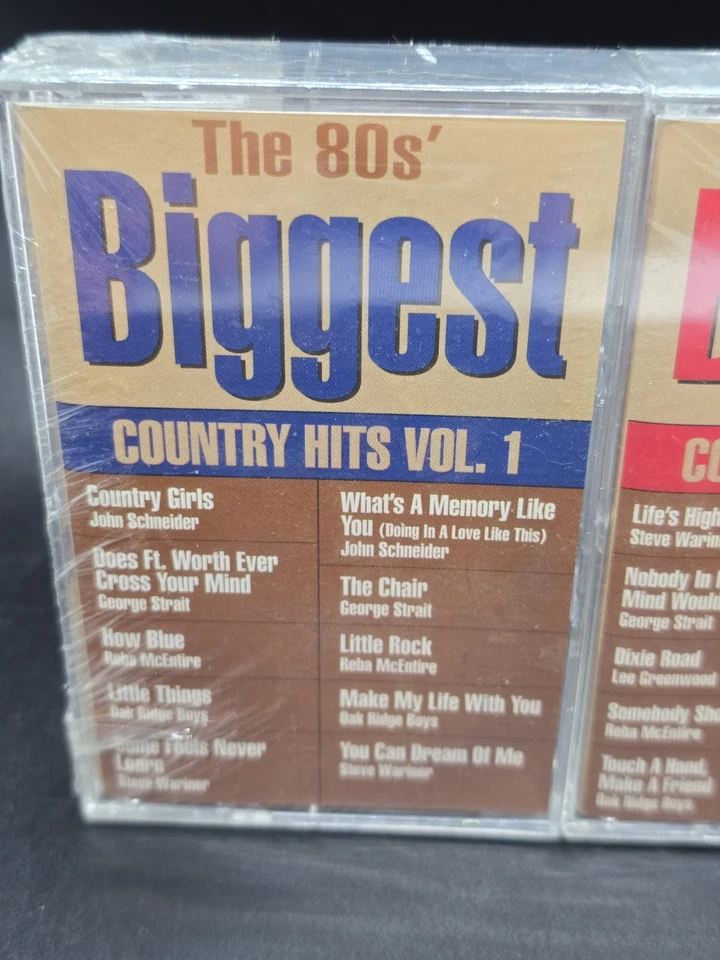 The 80s'
Biggest
COUNTRY HITS VOL. 1
Country Girls
John Schneider
Does Ft. Worth Ever
Cross Your Mind
George Strait
How Blue
Reba McEntire
Little Things
Oak Ridge Boys
Some Fools Never
Learn
Steve Wariner
What's A Memory Like
You (Doing In A Love Like This)
John Schneider
The Chair
George Strait
Little Rock
Reba McEntire
Make My Life With You
Oak Ridge Boys
You Can Dream Of Me
Steve Wariner
CO
Life's High
Steve Warin
Nobody In
Mind Would
George Strait
Dixie Road
Lee Greenwood
Somebody Sho
Reba McEntire
Touch A Hand,
Make A Friend
Oak Ridge Boys